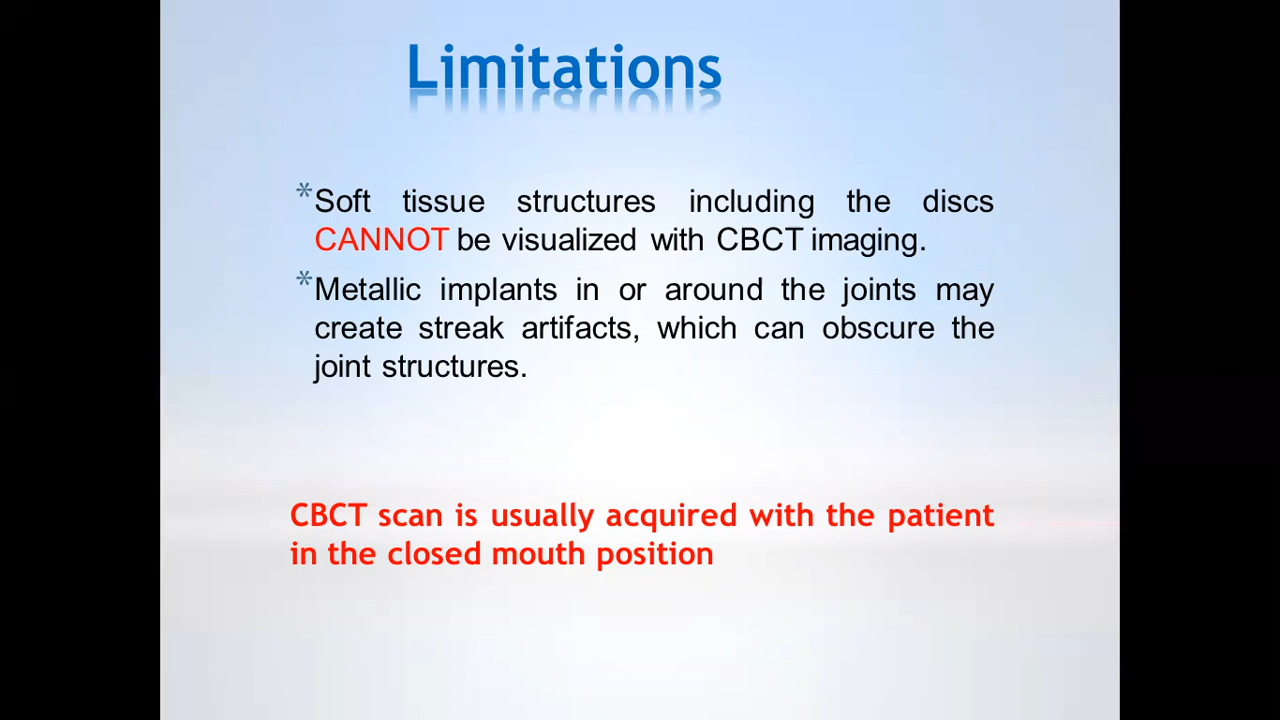 Limitations
*Soft tissue structures including the discs
CANNOT be visualized with CBCT imaging.
*Metallic implants in or around the joints may
create streak artifacts, which can obscure the
joint structures.
CBCT scan is usually acquired with the patient
in the closed mouth position